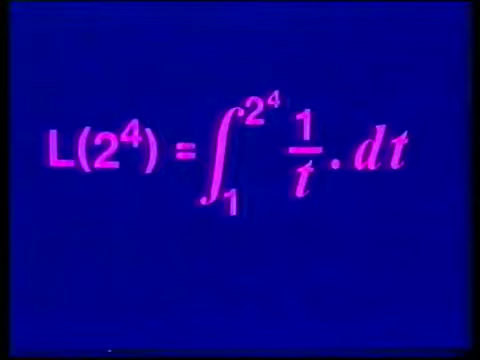 L(2⁴) = ∫₁^{2⁴} 1/t . dt